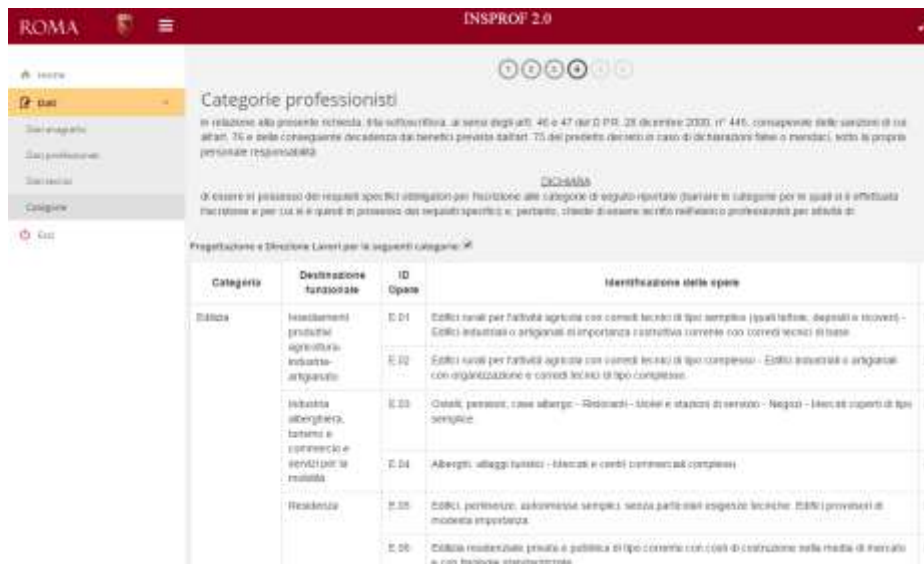 ROMA
INSPROF 2.0
Home
Dati
1 2 3 4 5 6
Categorie professionisti
Dati anagrafici
Dati professionali
Categorie
Esci
in relazione alla presente richiesta, il/la sottoscritto/a, ai sensi degli artt. 46 e 47 del D.P.R. 28 dicembre 2000, n° 445, consapevole delle sanzioni di cui
all'art. 76 e della conseguente decadenza dai benefici prevista dall'art. 75 del predetto decreto in caso di dichiarazioni false o mendaci, sotto la propria
personale responsabilità
DICHIARA
di essere in possesso dei requisiti specifici obbligatori per l'iscrizione alle categorie di seguito riportate (barrare le categorie per le quali si è effettuata
l'iscrizione e per cui si è quindi in possesso dei requisiti specifici) e, pertanto, chiede di essere iscritto nell'elenco professionisti per attività di:
Progettazione e Direzione Lavori per le seguenti categorie:
Categoria
Destinazione
funzionale
ID
Opere
Identificazione delle opere
Edilizia
Insediamenti
produttivi
agricoltura-
industria-
artigianato
E.01
Edifici rurali per l'attività agricola con corredi tecnici di tipo semplice (quali tettoie, depositi e ricoveri) -
Edifici industriali o artigianali di importanza costruttiva corrente con corredi tecnici di base.
E.02
Edifici rurali per l'attività agricola con corredi tecnici di tipo complesso - Edifici industriali o artigianali
con organizzazione e corredi tecnici di tipo complesso.
Industria
alberghiera,
turismo e
commercio e
servizi per la
mobilità
E.03
Ostelli, pensioni, case albergo - Ristoranti - Motel e stazioni di servizio - Negozi - Mercati coperti di tipo
semplice
E.04
Alberghi, villaggi turistici - Mercati e centri commerciali complessi
Residenza
E.05
Edifici, pertinenze, autorimesse semplici, senza particolari esigenze tecniche. Edifici provvisori di
modesta importanza
E.06
Edilizia residenziale privata e pubblica di tipo corrente con costi di costruzione nella media di mercato
e con tipologie standardizzate.